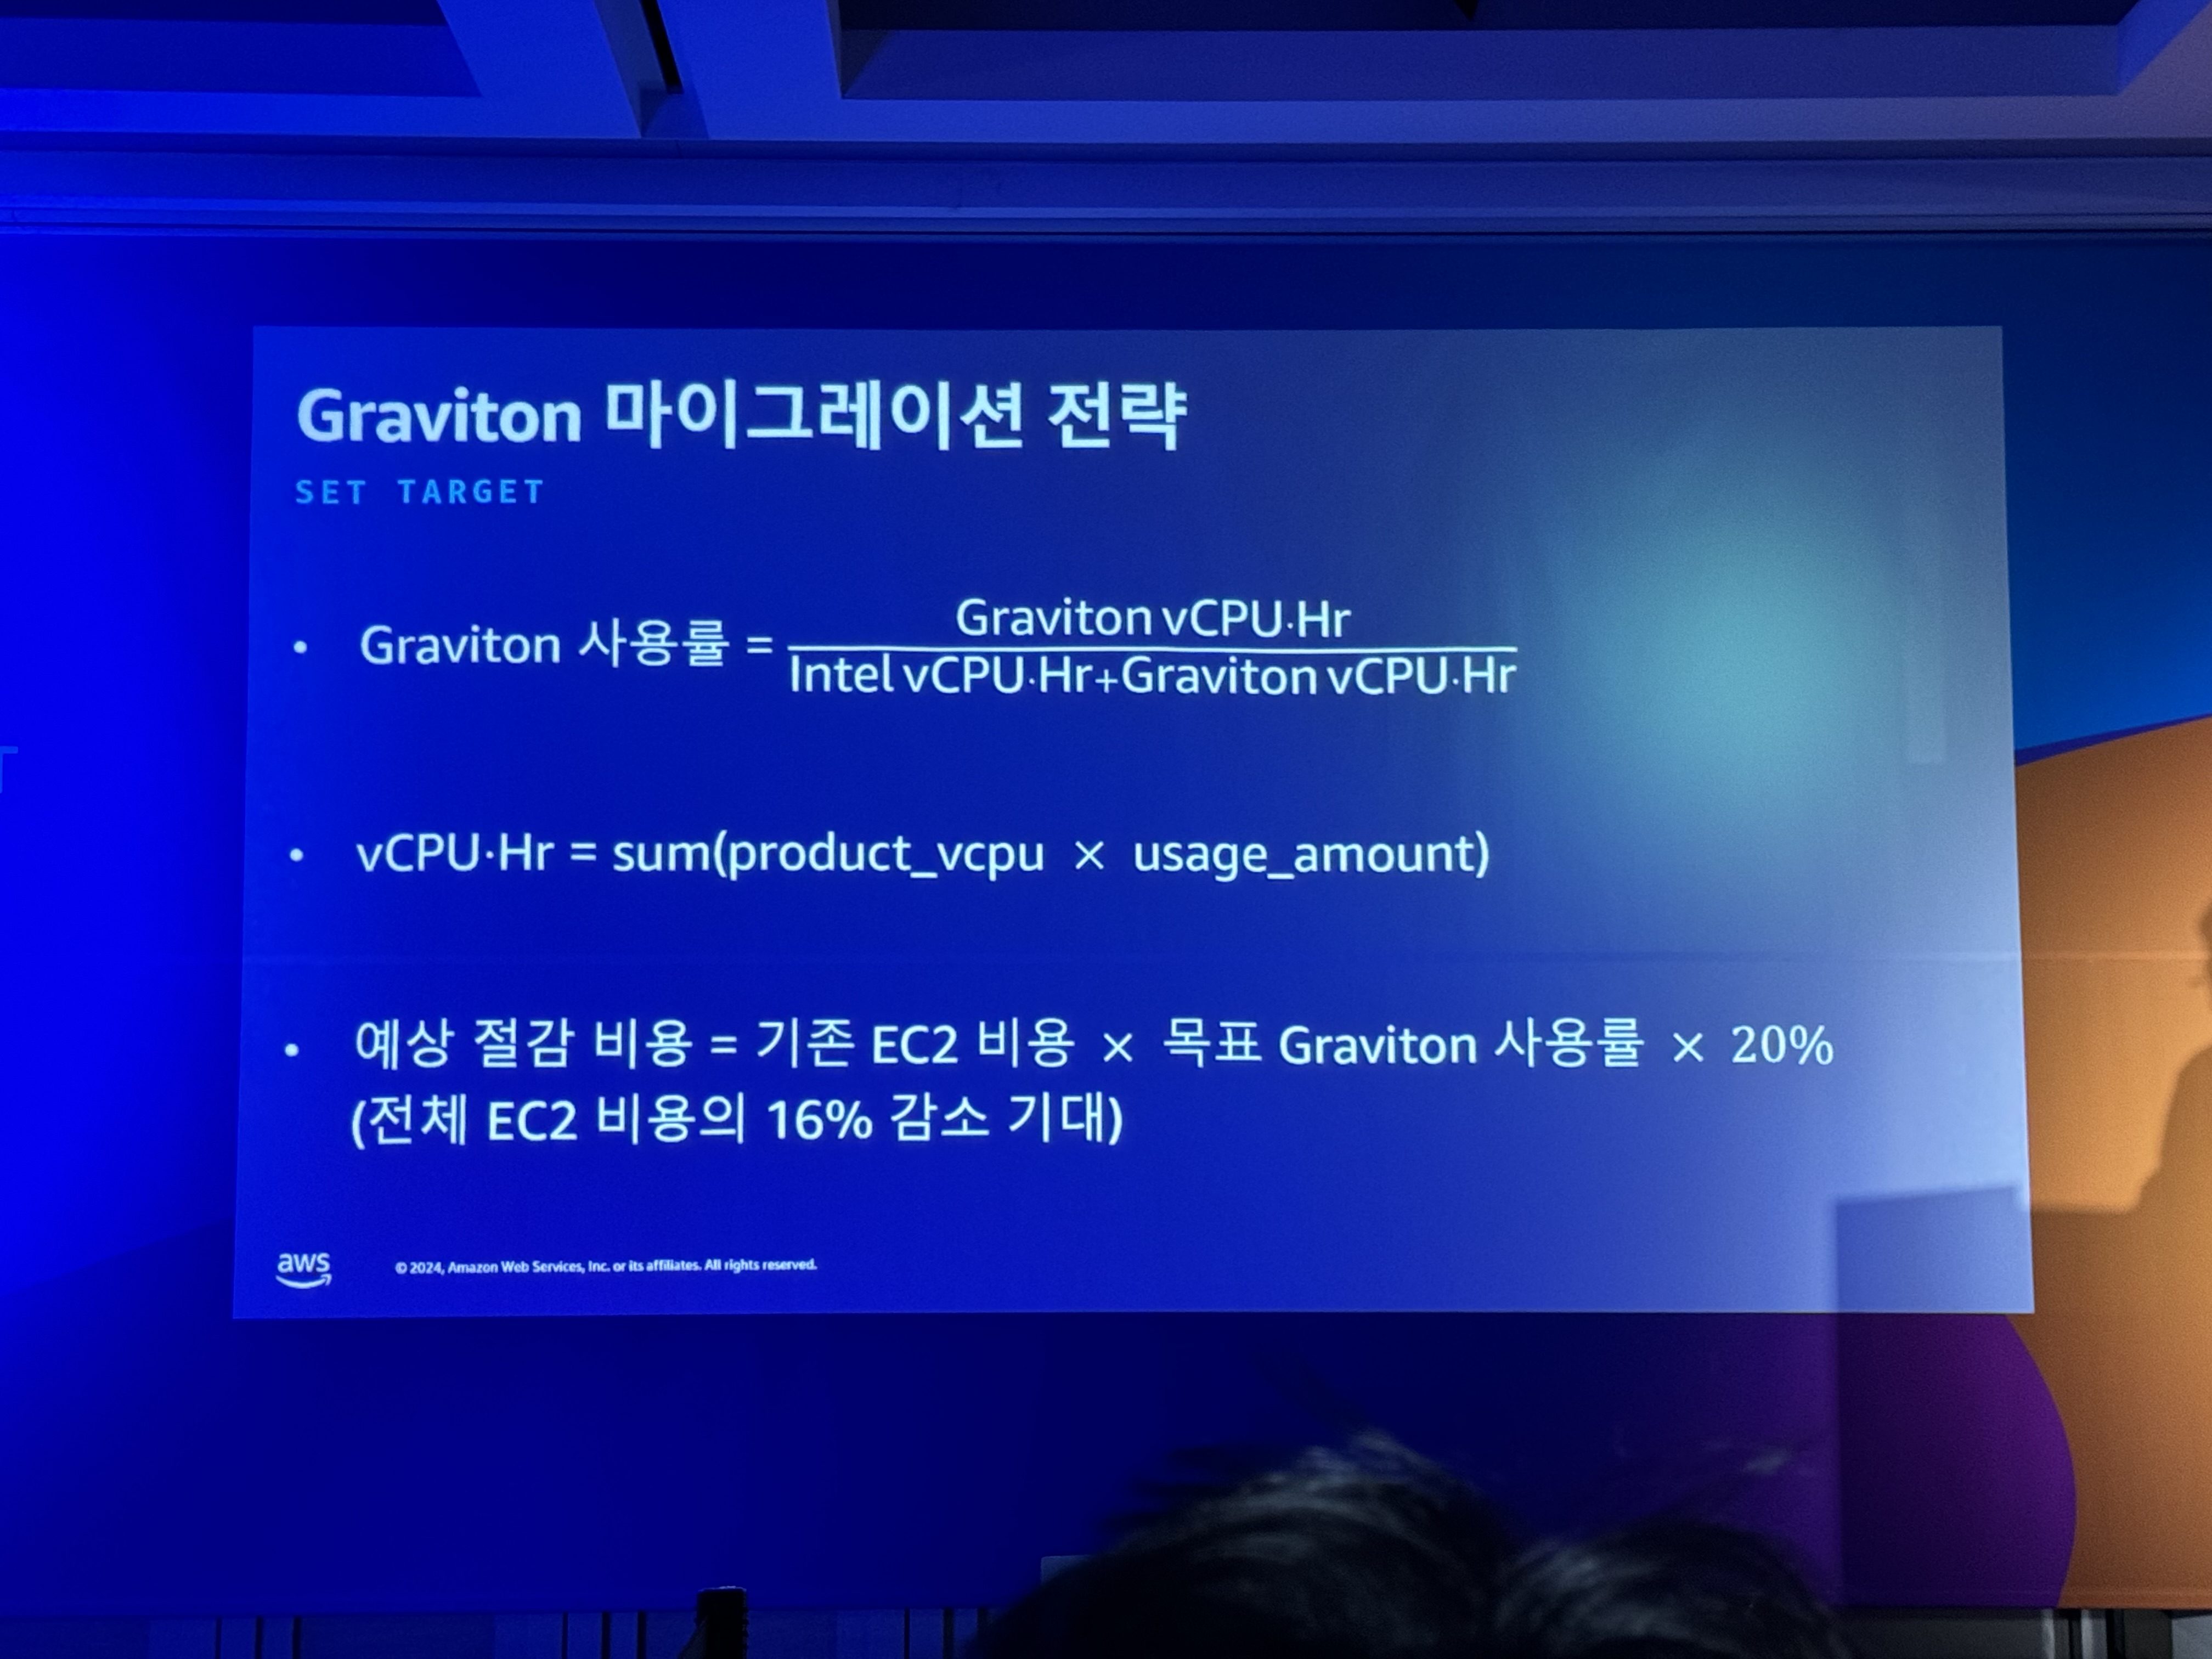 Graviton 마이그레이션 전략
SET TARGET
• Graviton 사용률 = Graviton vCPU·Hr / Intel vCPU·Hr+Graviton vCPU·Hr
• vCPU·Hr = sum(product_vcpu × usage_amount)
• 예상 절감 비용 = 기존 EC2 비용 × 목표 Graviton 사용률 × 20%
(전체 EC2 비용의 16% 감소 기대)
aws
© 2024, Amazon Web Services, Inc. or its affiliates. All rights reserved.